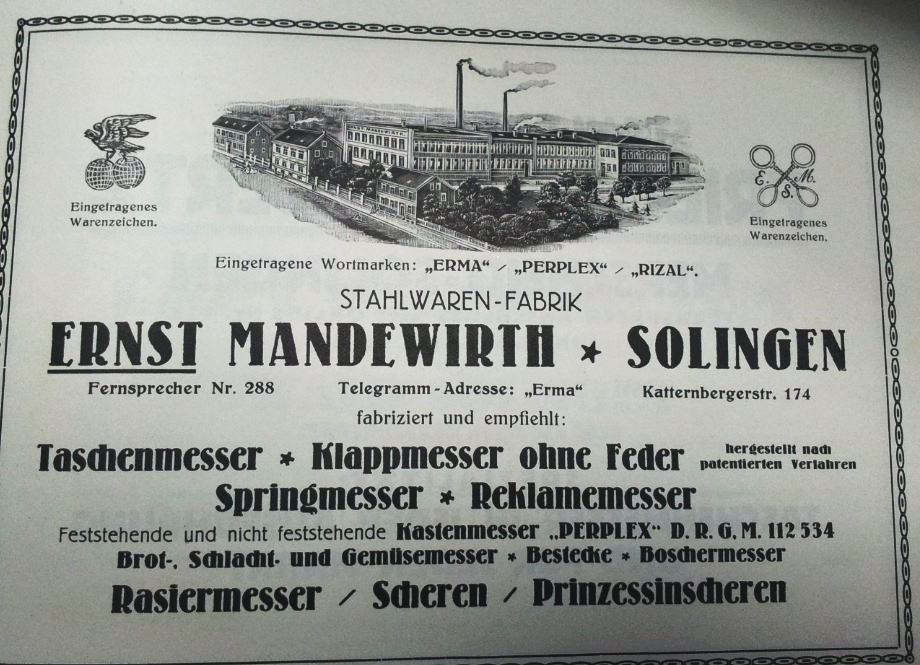 E. MANDEWIRTH
E. M.
S.
Eingetragenes
Warenzeichen.
Eingetragenes
Warenzeichen.
Eingetragene Wortmarken: „ERMA“ / „PERPLEX“ / „RIZAL“.
STAHLWAREN-FABRIK
ERNST MANDEWIRTH * SOLINGEN
Fernsprecher Nr. 288 Telegramm-Adresse: „Erma“ Katternbergerstr. 174
fabriziert und empfiehlt:
Taschenmesser * Klappmesser ohne Feder hergestellt nach
patentierten Verfahren
Springmesser * Reklamemesser
Feststehende und nicht feststehende Kastenmesser „PERPLEX“ D. R. G. M. 112 534
Brot-, Schlacht- und Gemüsemesser * Bestecke * Boschermesser
Rasiermesser / Scheren / Prinzessinscheren